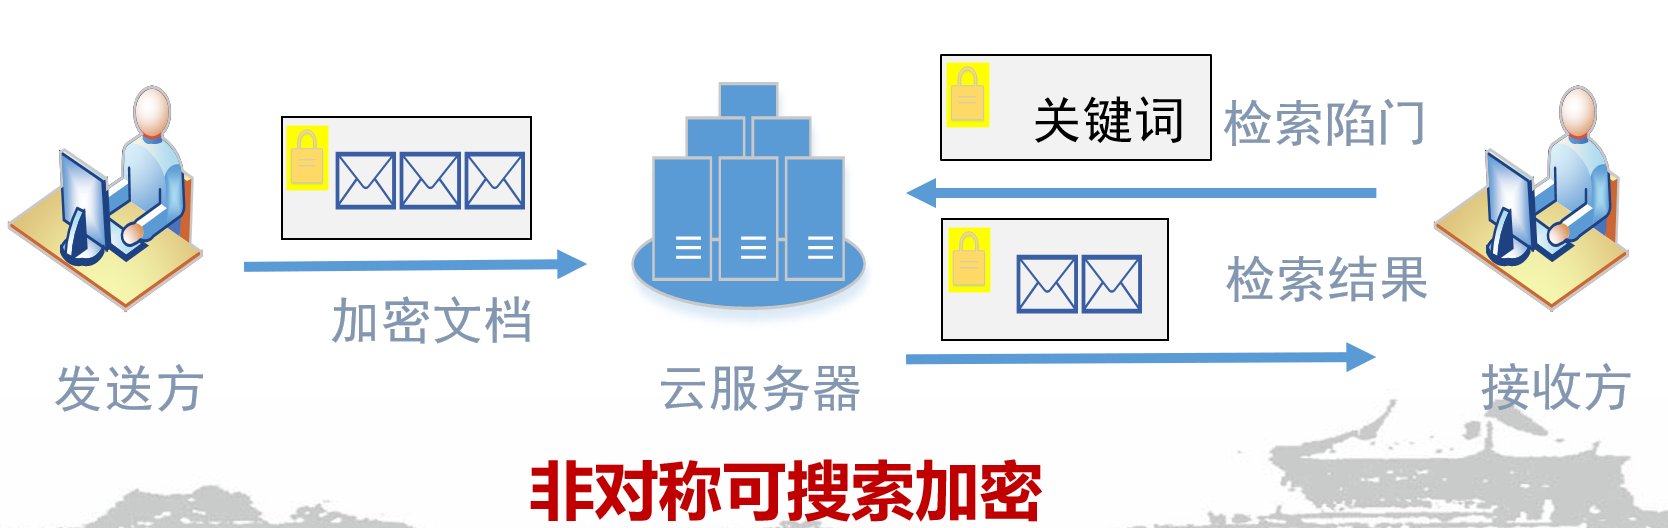 关键词
检索陷门
加密文档
检索结果
发送方
云服务器
接收方
非对称可搜索加密